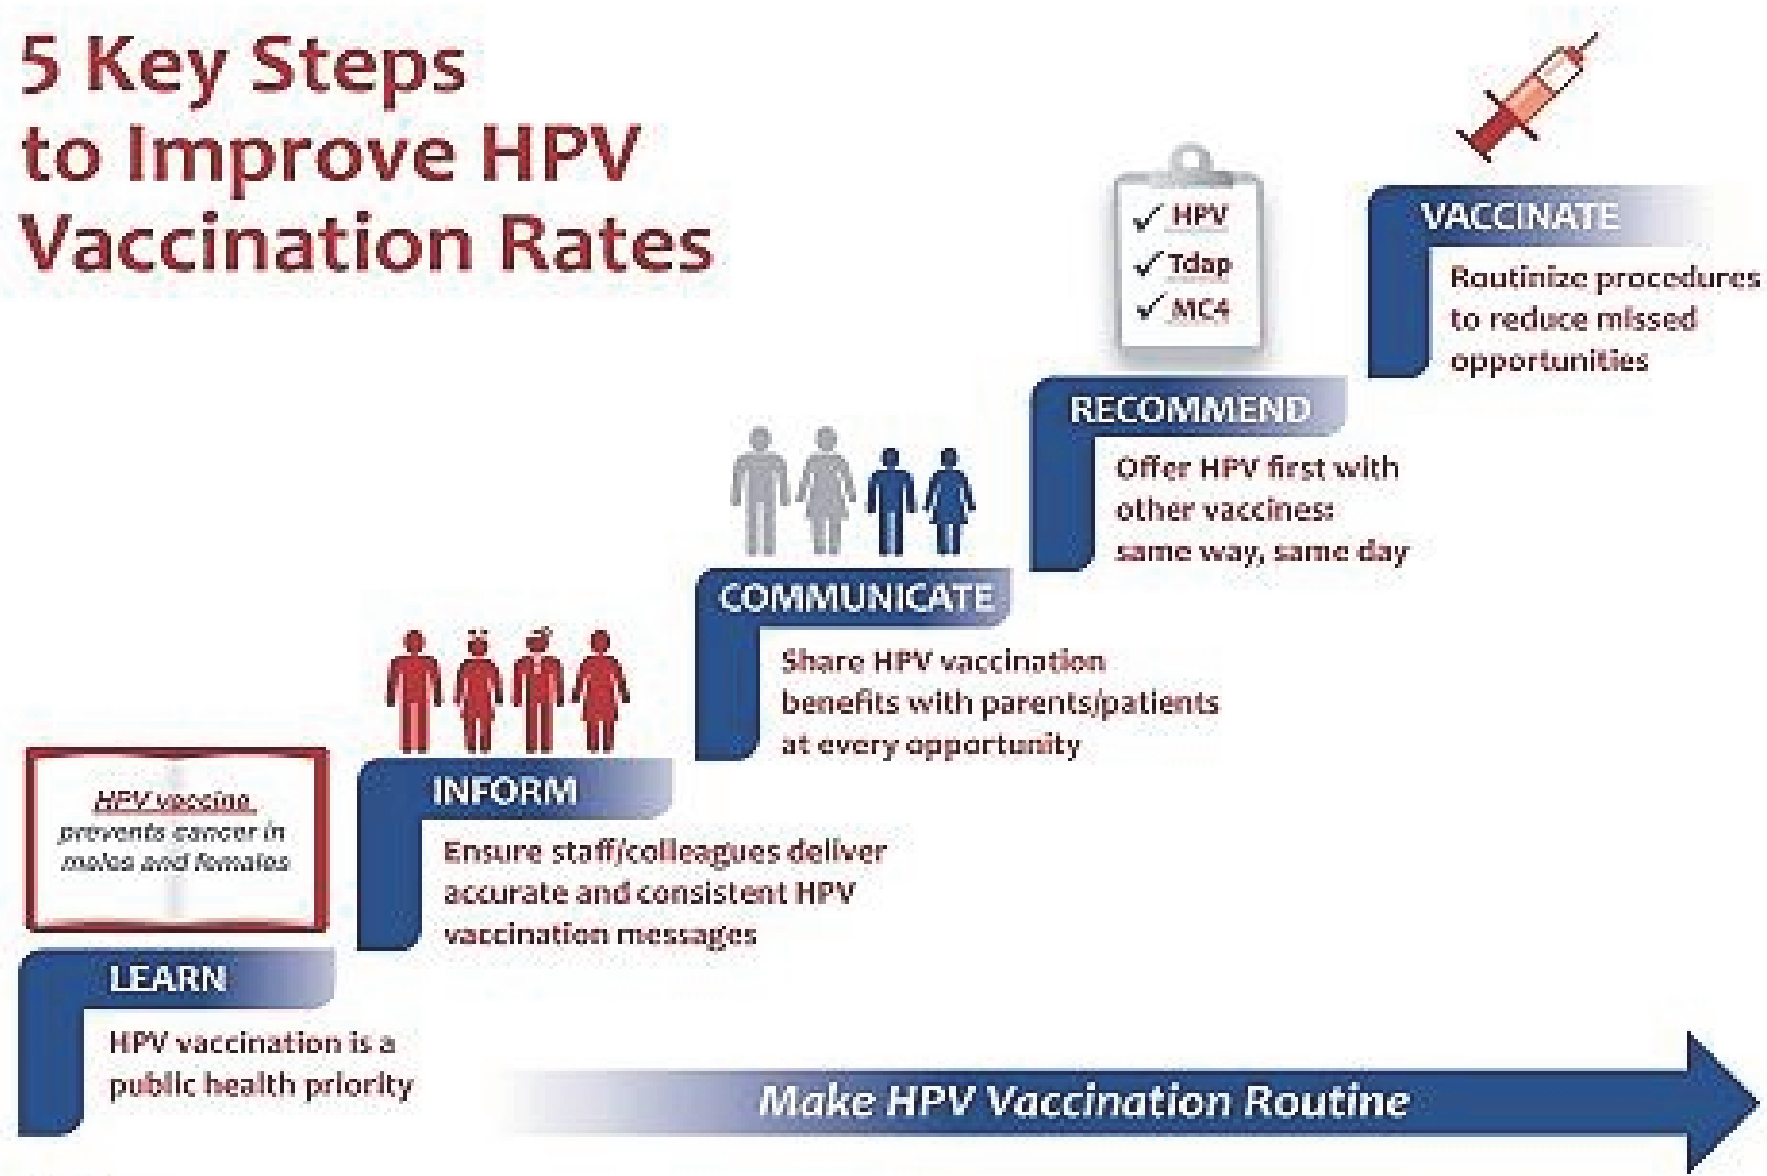 5 Key Steps
to Improve HPV
Vaccination Rates
HPV vaccine
prevents cancer in
males and females
LEARN
HPV vaccination is a
public health priority
INFORM
Ensure staff/colleagues deliver
accurate and consistent HPV
vaccination messages
COMMUNICATE
Share HPV vaccination
benefits with parents/patients
at every opportunity
HPV
Tdap
MC4
RECOMMEND
Offer HPV first with
other vaccines:
same way, same day
VACCINATE
Routinize procedures
to reduce missed
opportunities
Make HPV Vaccination Routine